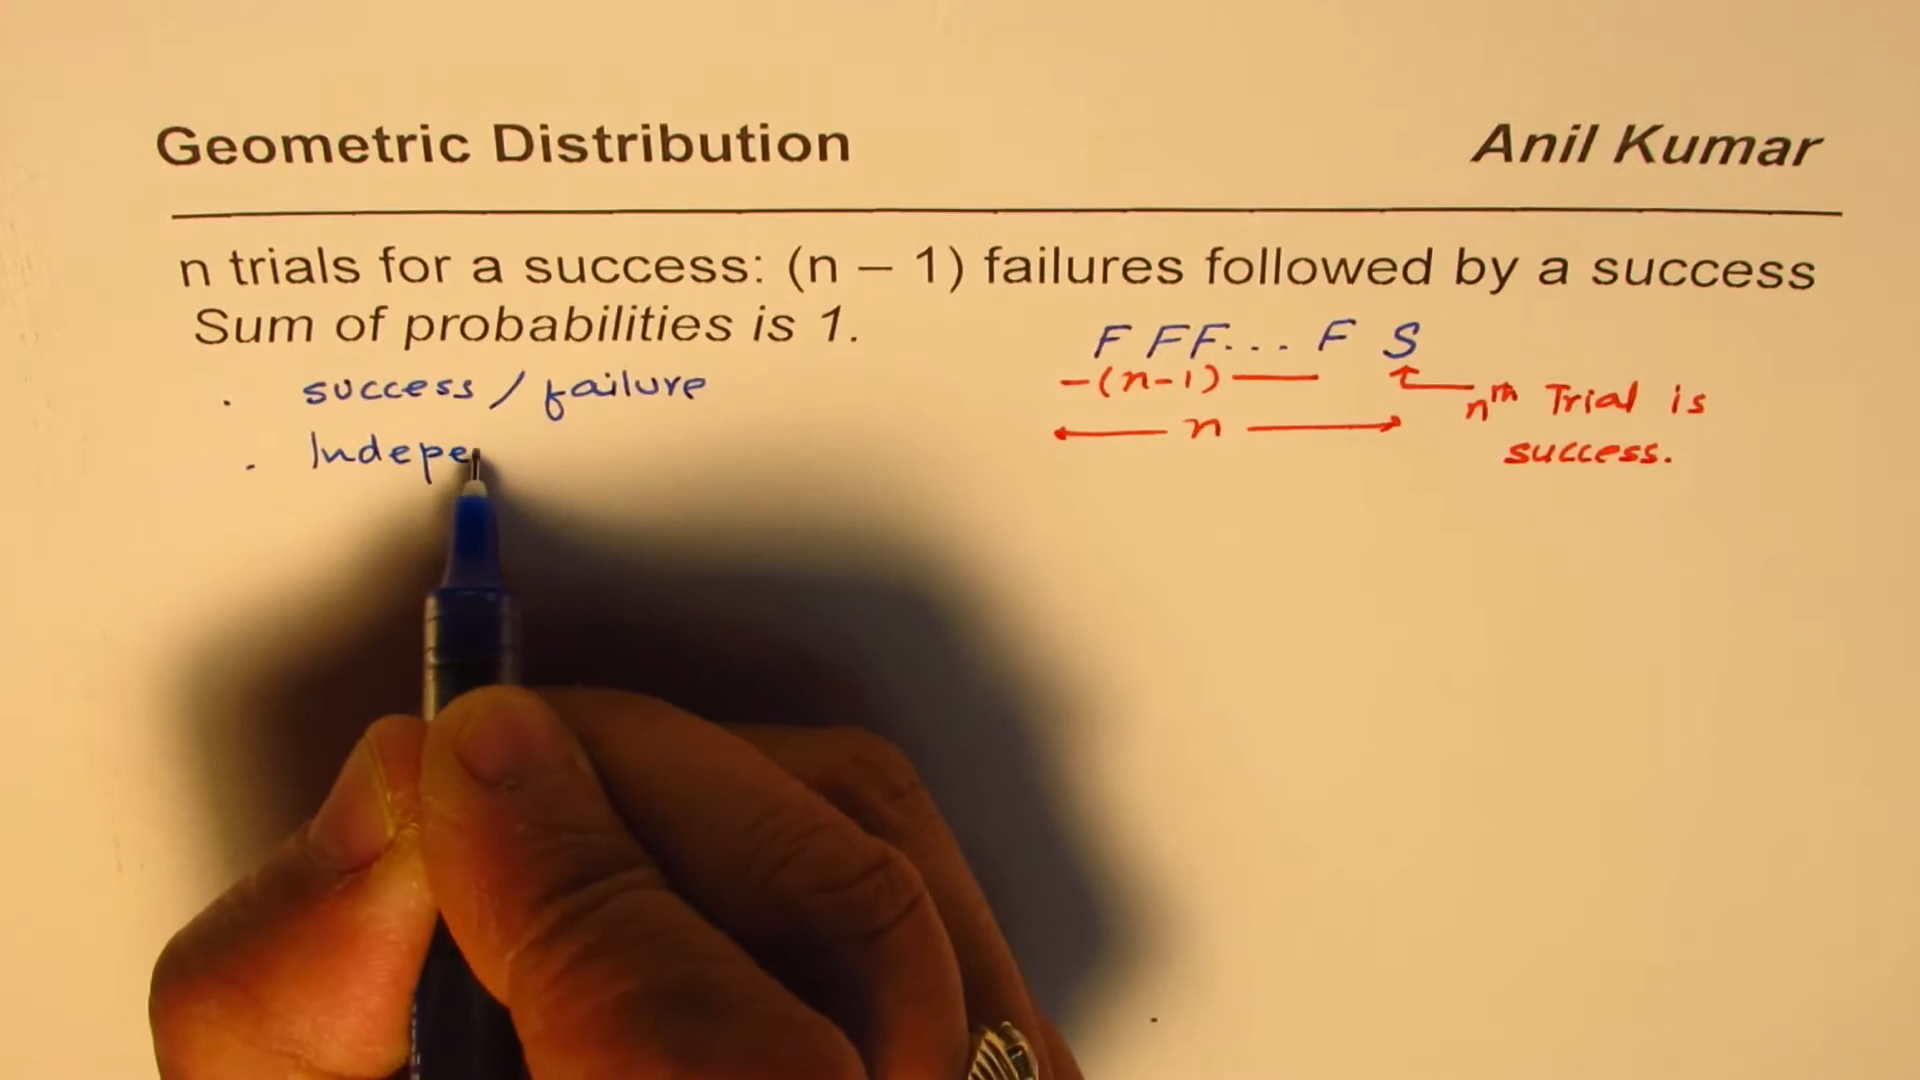 Geometric Distribution
Anil Kumar
n trials for a success: (n – 1) failures followed by a success
Sum of probabilities is 1.
F FF... F S
-(n-1)——
n
nth Trial is
success.
. success / failure
. Indepe